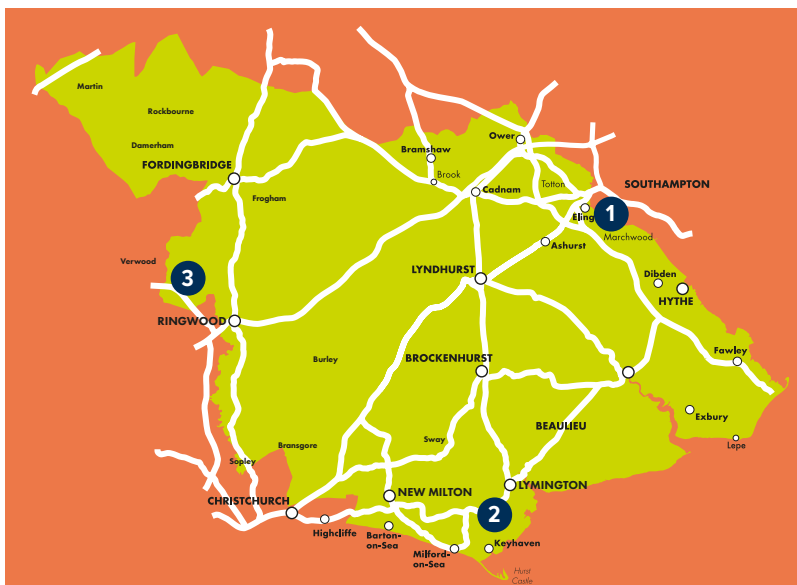 Martin
Rockbourne
Ower
Damerham
Bramshaw
FORDINGBRIDGE
Brook
Totton
SOUTHAMPTON
Cadnam
Frogham
Eling
1
Marchwood
Ashurst
Verwood
3
LYNDHURST
Dibden
HYTHE
RINGWOOD
Fawley
Burley
BROCKENHURST
Exbury
BEAULIEU
Sway
Lepe
Bransgore
Sopley
LYMINGTON
NEW MILTON
CHRISTCHURCH
2
Highcliffe
Barton-
on-Sea
Keyhaven
Milford-
on-Sea
Hurst
Castle